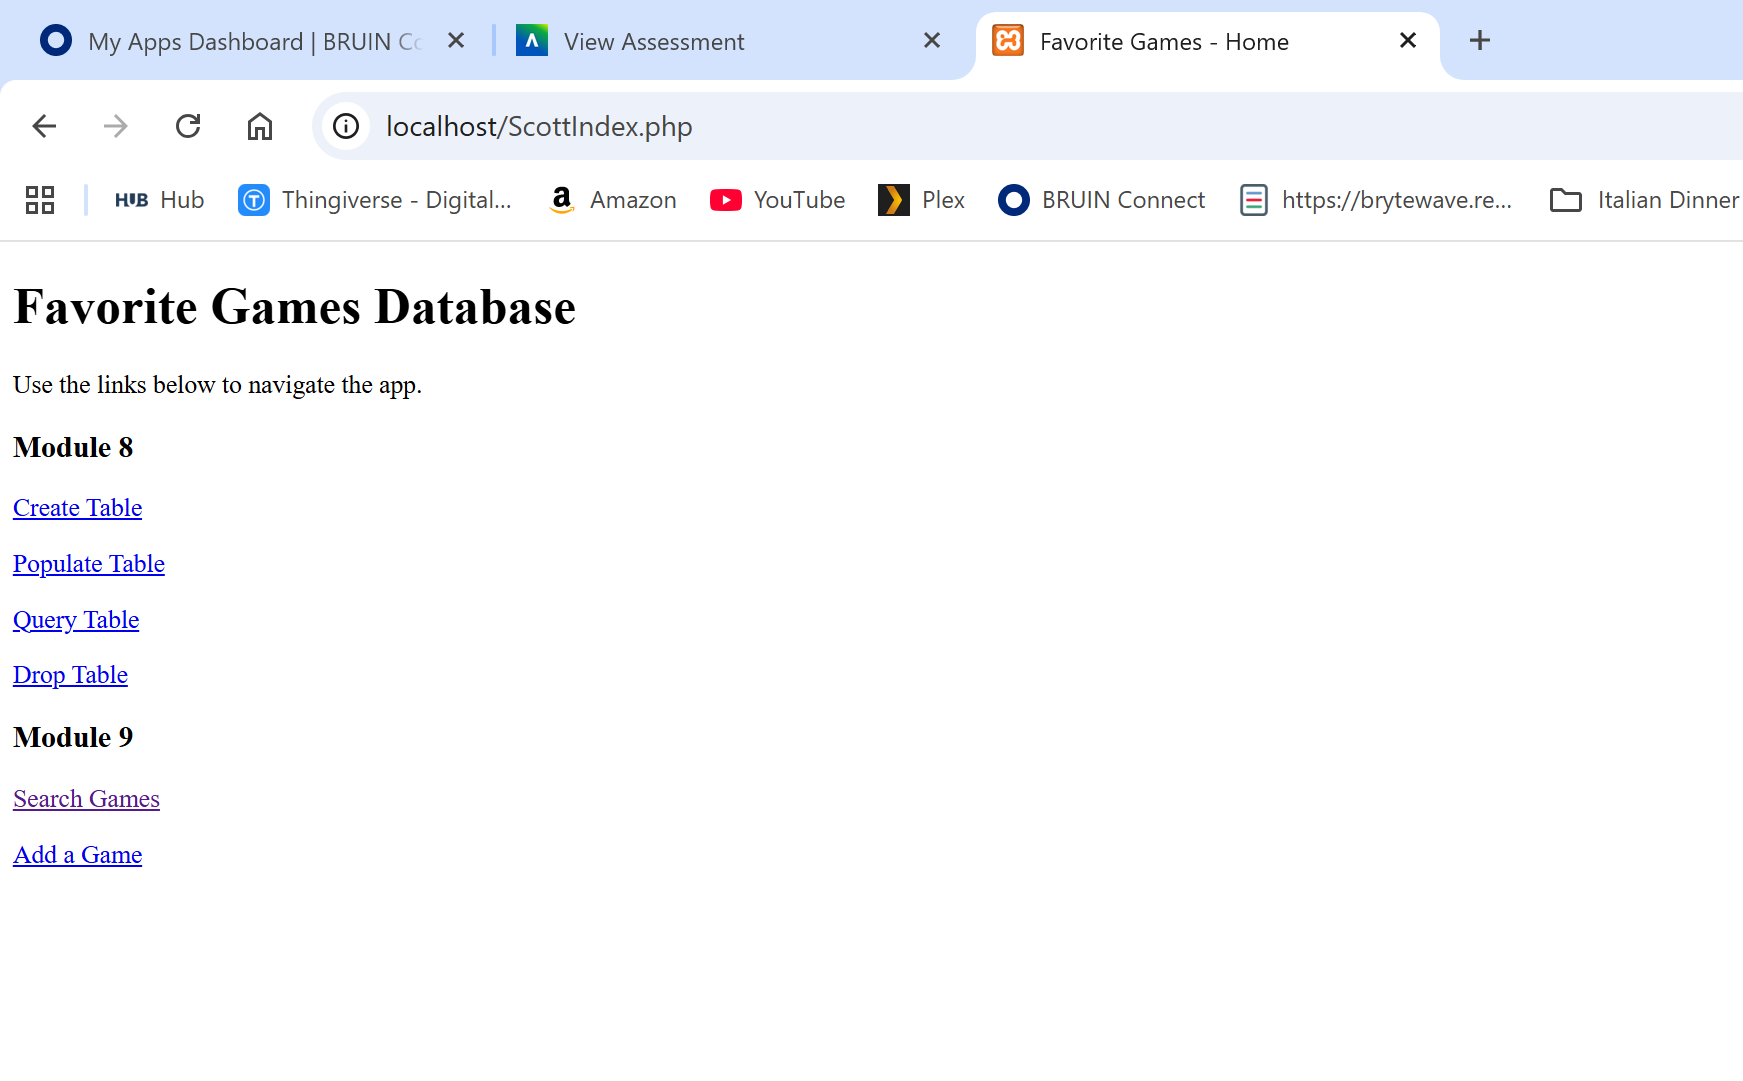 My Apps Dashboard | BRUIN Co
View Assessment
Favorite Games - Home
localhost/ScottIndex.php
HUB Hub
Thingiverse - Digital...
Amazon
YouTube
Plex
BRUIN Connect
https://brytewave.re...
Italian Dinner
Favorite Games Database
Use the links below to navigate the app.
Module 8
Create Table
Populate Table
Query Table
Drop Table
Module 9
Search Games
Add a Game